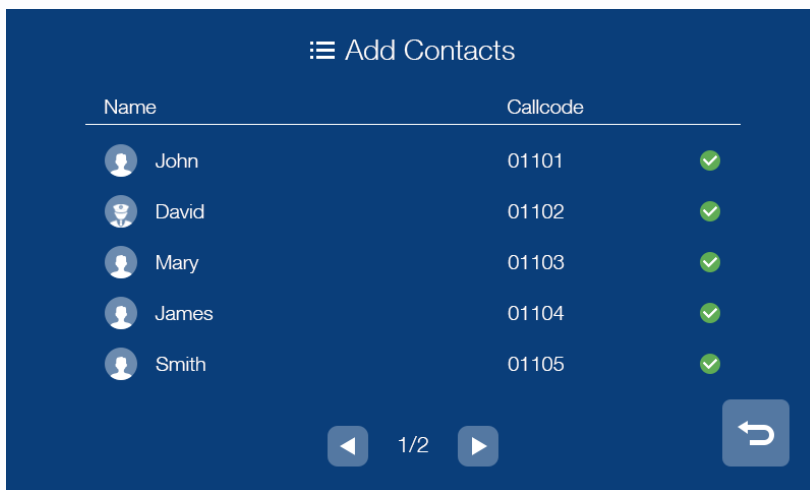 Add Contacts
Name Callcode
John 01101
David 01102
Mary 01103
James 01104
Smith 01105
1/2